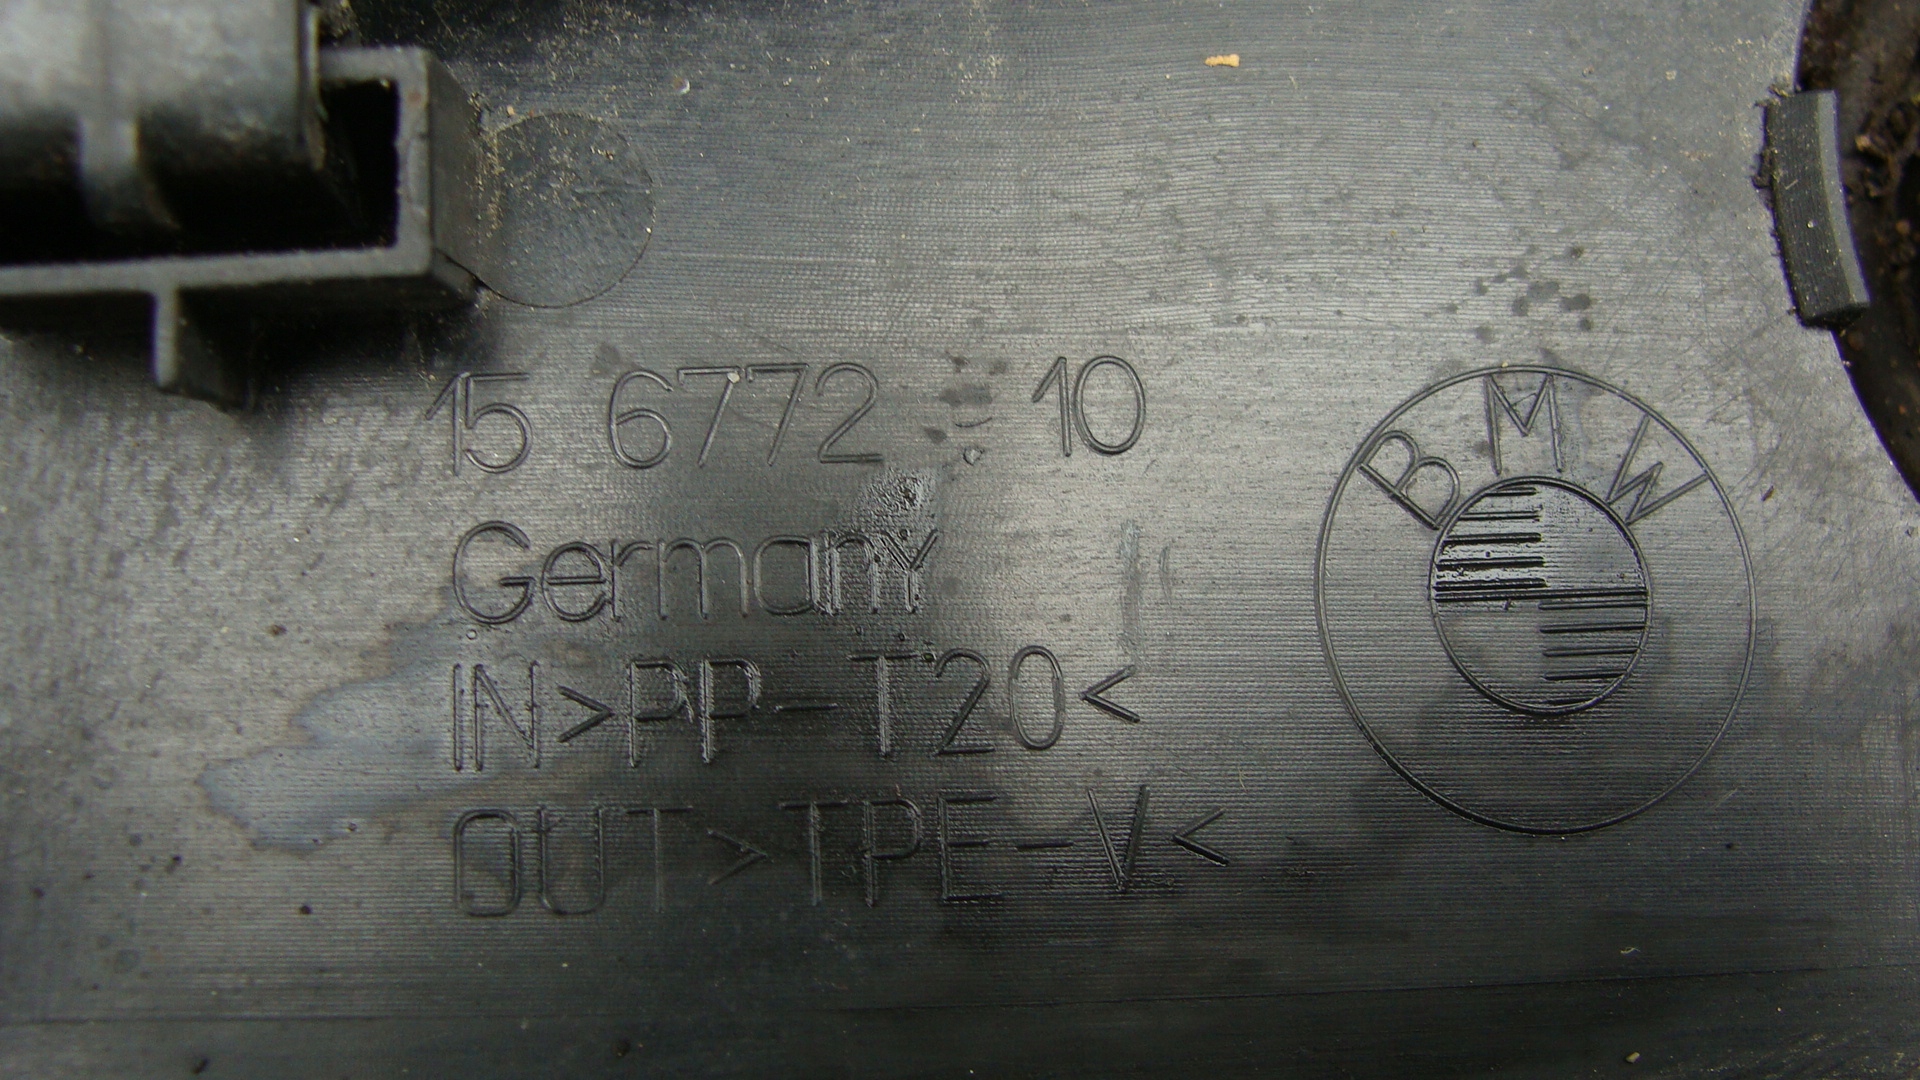 15 6772 10
Germany
IN>PP-T20<
OUT>TPE-V<
BMW